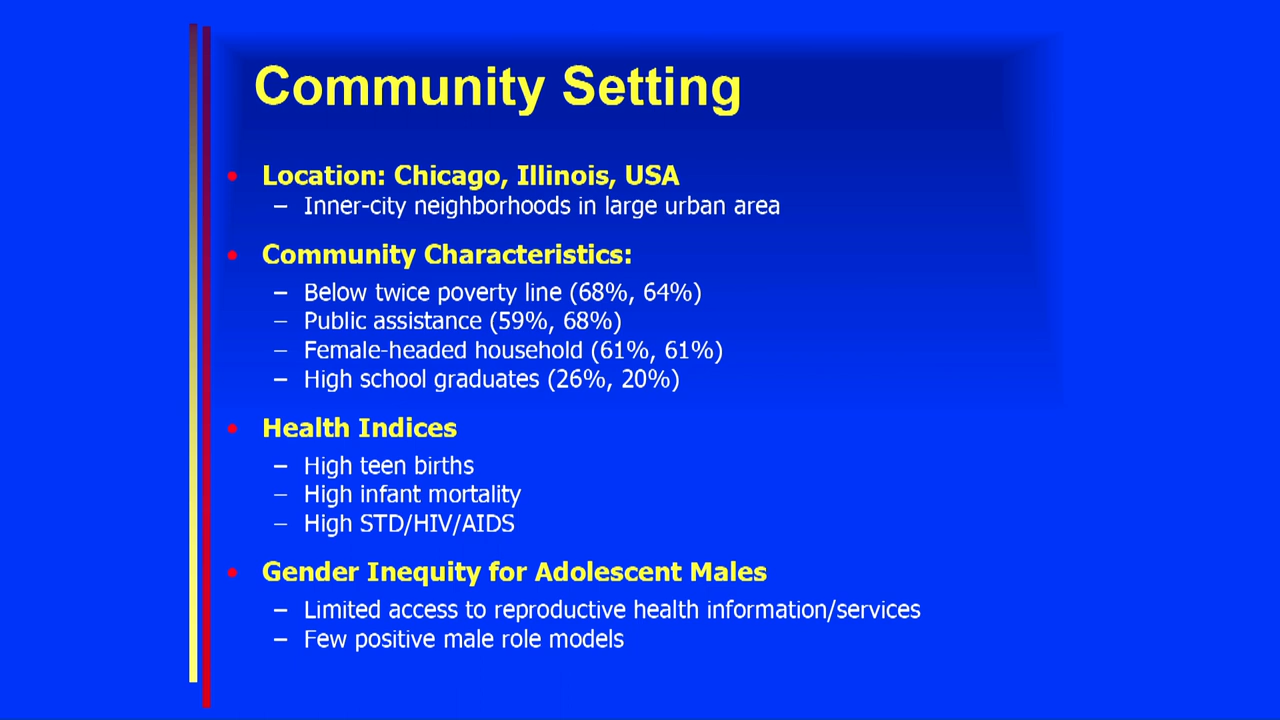 Community Setting
• Location: Chicago, Illinois, USA
– Inner-city neighborhoods in large urban area
• Community Characteristics:
– Below twice poverty line (68%, 64%)
– Public assistance (59%, 68%)
– Female-headed household (61%, 61%)
– High school graduates (26%, 20%)
• Health Indices
– High teen births
– High infant mortality
– High STD/HIV/AIDS
• Gender Inequity for Adolescent Males
– Limited access to reproductive health information/services
– Few positive male role models